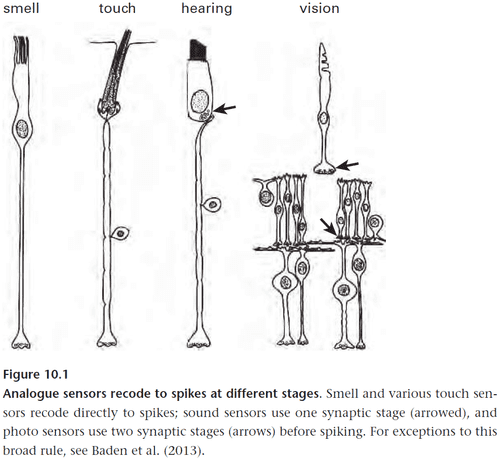 smell touch hearing vision
Figure 10.1
Analogue sensors recode to spikes at different stages. Smell and various touch sen-
sors recode directly to spikes; sound sensors use one synaptic stage (arrowed), and
photo sensors use two synaptic stages (arrows) before spiking. For exceptions to this
broad rule, see Baden et al. (2013).